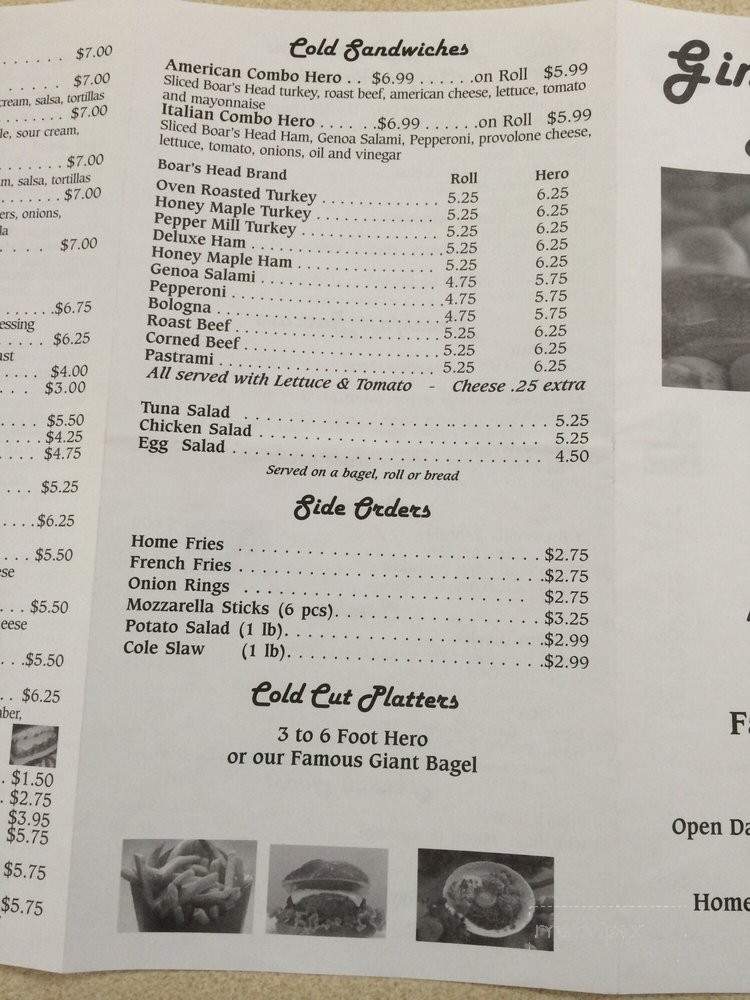 $7.00
$7.00
cream, salsa, tortillas
$7.00
le, sour cream,
$7.00
m, salsa, tortillas
$7.00
ers, onions,
la
$7.00
$6.75
essing
$6.25
ast
$4.00
$3.00
$5.50
$4.25
$4.75
$5.25
$6.25
$5.50
ese
$5.50
eese
$5.50
$6.25
ber,
$1.50
$2.75
$3.95
$5.75
$5.75
$5.75
Cold Sandwiches
American Combo Hero . . $6.99 . . . . . .on Roll $5.99
Sliced Boar's Head turkey, roast beef, american cheese, lettuce, tomato
and mayonnaise
Italian Combo Hero . . . . . .$6.99 . . . . . .on Roll $5.99
Sliced Boar's Head Ham, Genoa Salami, Pepperoni, provolone cheese,
lettuce, tomato, onions, oil and vinegar
Boar's Head Brand Roll Hero
Oven Roasted Turkey . . . . . . . . . . . . . 5.25 6.25
Honey Maple Turkey . . . . . . . . . . . . . 5.25 6.25
Pepper Mill Turkey . . . . . . . . . . . . . . 5.25 6.25
Deluxe Ham . . . . . . . . . . . . . . . . . . .5.25 6.25
Honey Maple Ham . . . . . . . . . . . . . . 5.25 6.25
Genoa Salami . . . . . . . . . . . . . . . . . . 4.75 5.75
Pepperoni . . . . . . . . . . . . . . . . . . . . .4.75 5.75
Bologna . . . . . . . . . . . . . . . . . . . . . . .4.75 5.75
Roast Beef . . . . . . . . . . . . . . . . . . . . .5.25 6.25
Corned Beef . . . . . . . . . . . . . . . . . . . .5.25 6.25
Pastrami . . . . . . . . . . . . . . . . . . . . . . 5.25 6.25
All served with Lettuce & Tomato - Cheese .25 extra
Tuna Salad . . . . . . . . . . . . . . . . . . . . . . .. . . . . . . . . 5.25
Chicken Salad . . . . . . . . . . . . . . . . . . . . . . . . . . . . . 5.25
Egg Salad . . . . . . . . . . . . . . . . . . . . . . . . . . . . . . . . 4.50
Served on a bagel, roll or bread
Side Orders
Home Fries . . . . . . . . . . . . . . . . . . . . . . . . . . . . .$2.75
French Fries . . . . . . . . . . . . . . . . . . . . . . . . . . . . .$2.75
Onion Rings . . . . . . . . . . . . . . . . . . . . . . . . . . . $2.75
Mozzarella Sticks (6 pcs). . . . . . . . . . . . . . . . . . . .$3.25
Potato Salad (1 lb). . . . . . . . . . . . . . . . . . . . . . . . .$2.99
Cole Slaw (1 lb). . . . . . . . . . . . . . . . . . . . . . . . .$2.99
Cold Cut Platters
3 to 6 Foot Hero
or our Famous Giant Bagel
Gin
Fa
Open Da
Home